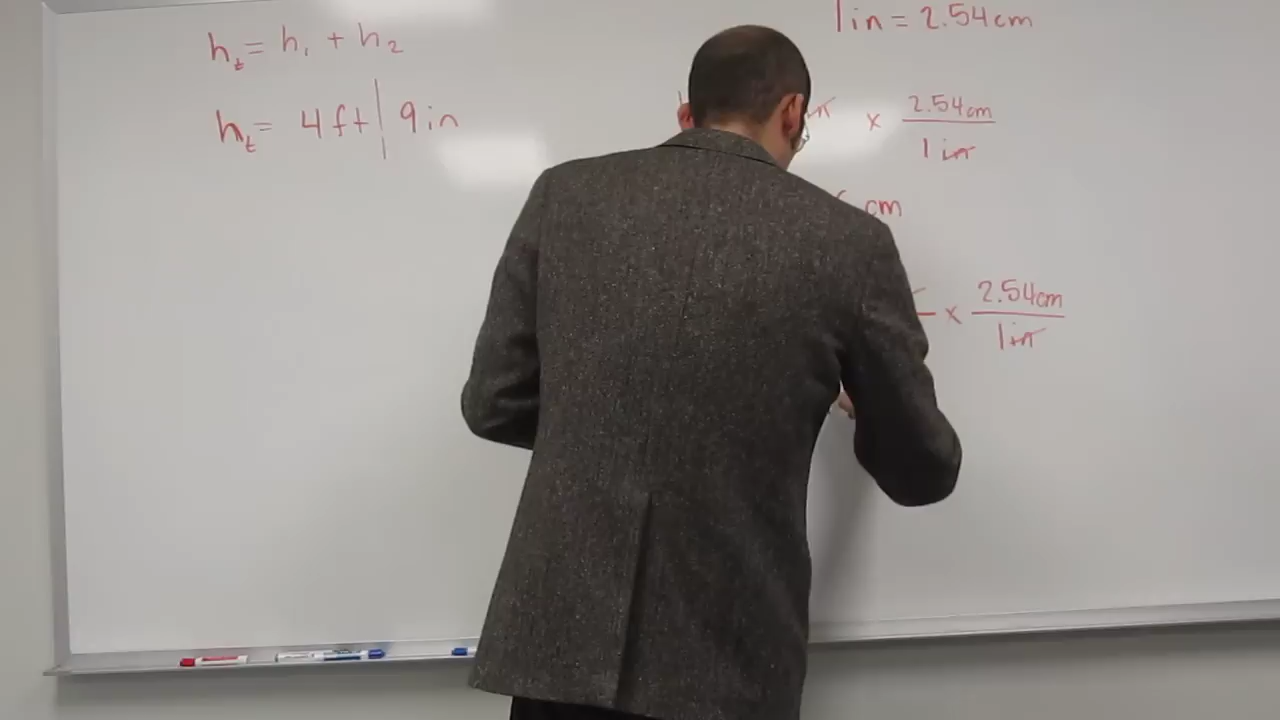 h_t = h_1 + h_2
h_t = 4ft | 9in
1in = 2.54cm
x 2.54cm
1in
cm
x 2.54cm
1in